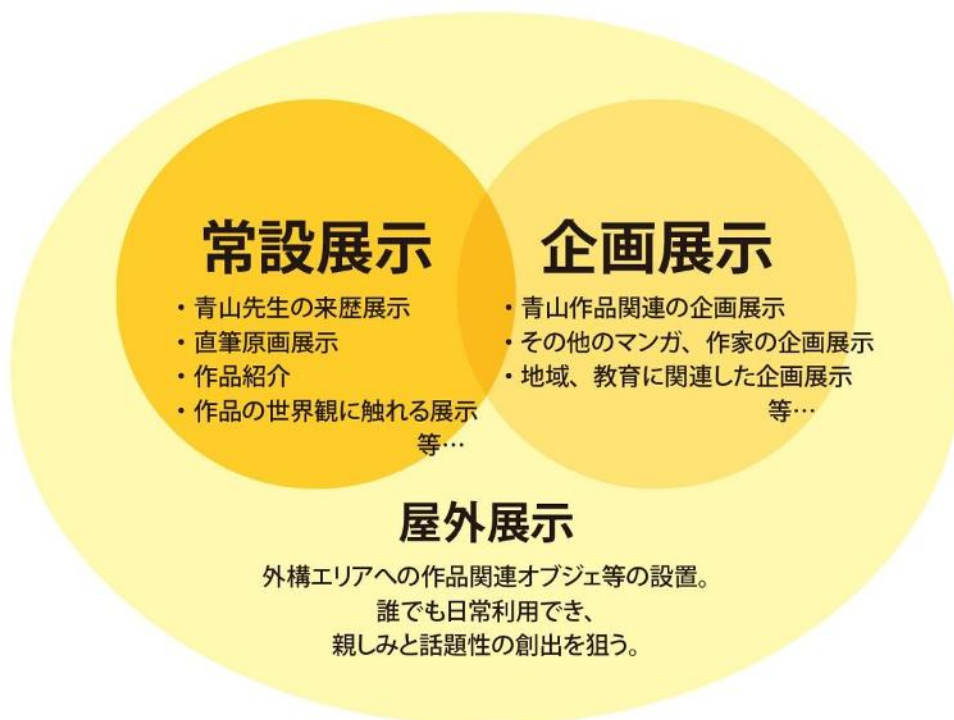 常設展示
・青山先生の来歴展示
・直筆原画展示
・作品紹介
・作品の世界観に触れる展示
等…
企画展示
・青山作品関連の企画展示
・その他のマンガ、作家の企画展示
・地域、教育に関連した企画展示
等…
屋外展示
外構エリアへの作品関連オブジェ等の設置。
誰でも日常利用でき、
親しみと話題性の創出を狙う。